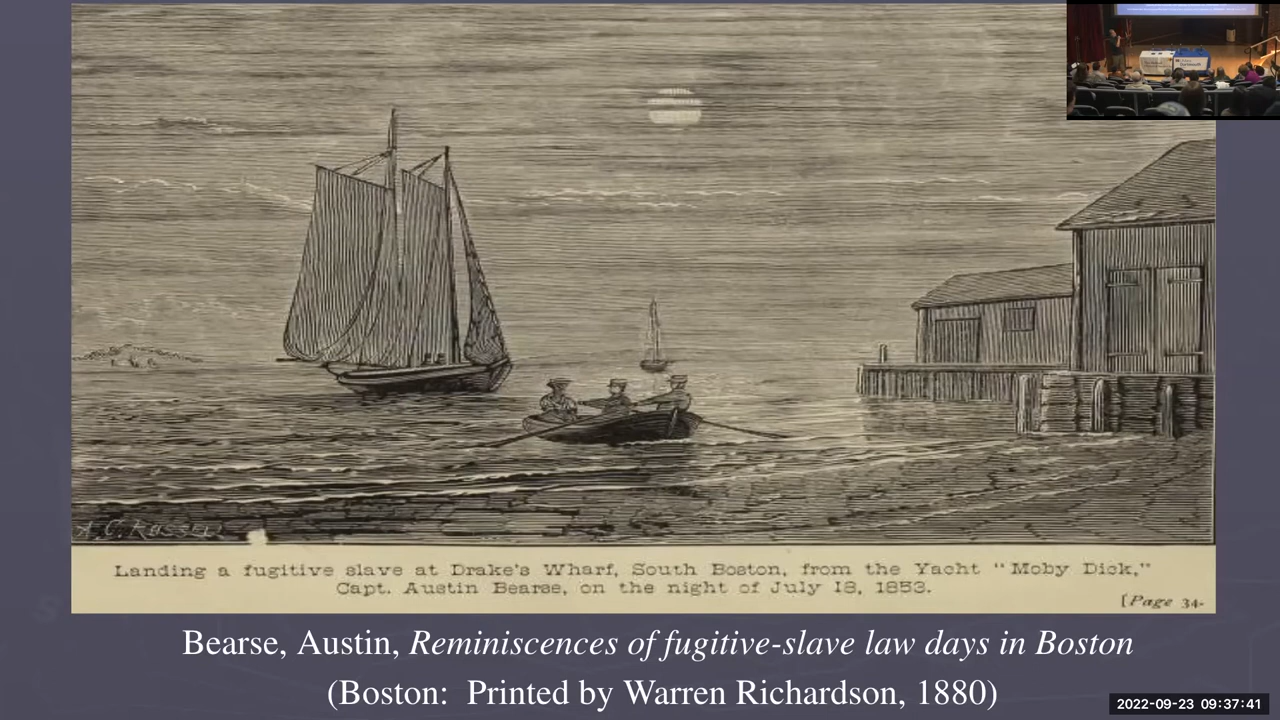 A.C. RUSSELL
Landing a fugitive slave at Drake's Wharf, South Boston, from the Yacht "Moby Dick,"
Capt. Austin Bearse, on the night of July 18, 1853.
[Page 34-
Bearse, Austin, Reminiscences of fugitive-slave law days in Boston
(Boston: Printed by Warren Richardson, 1880)
2022-09-23 09:37:41